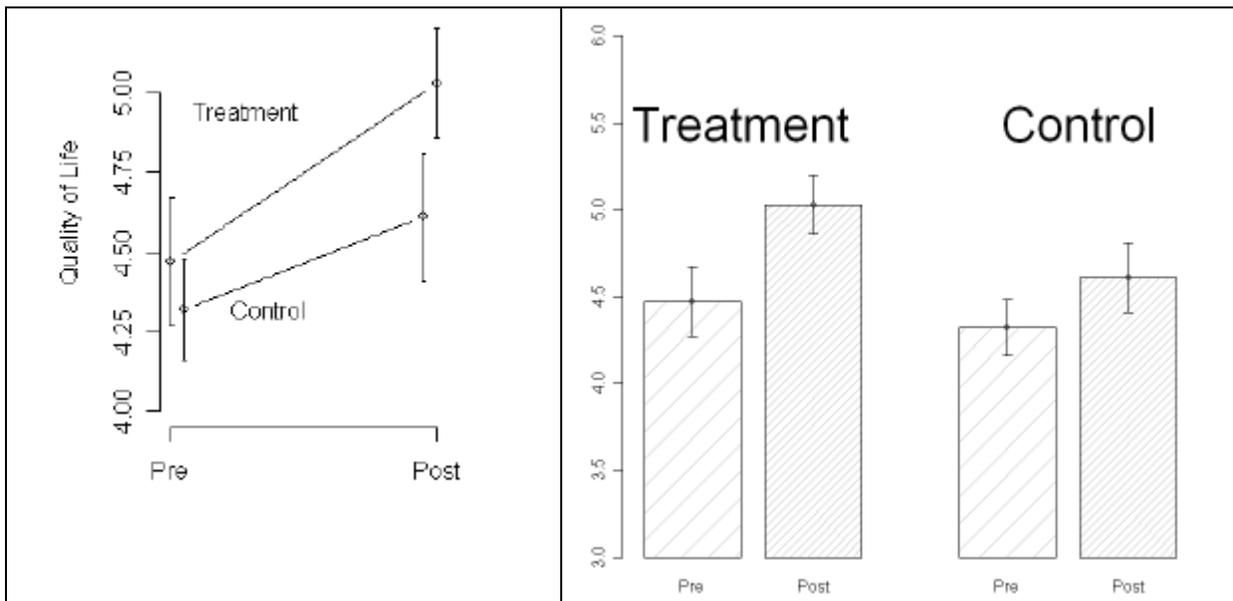 Quality of Life
5.00
4.75
4.50
4.25
4.00
Treatment
Control
Pre Post
6.0
5.5
5.0
4.5
4.0
3.5
3.0
Treatment Control
Pre Post Pre Post